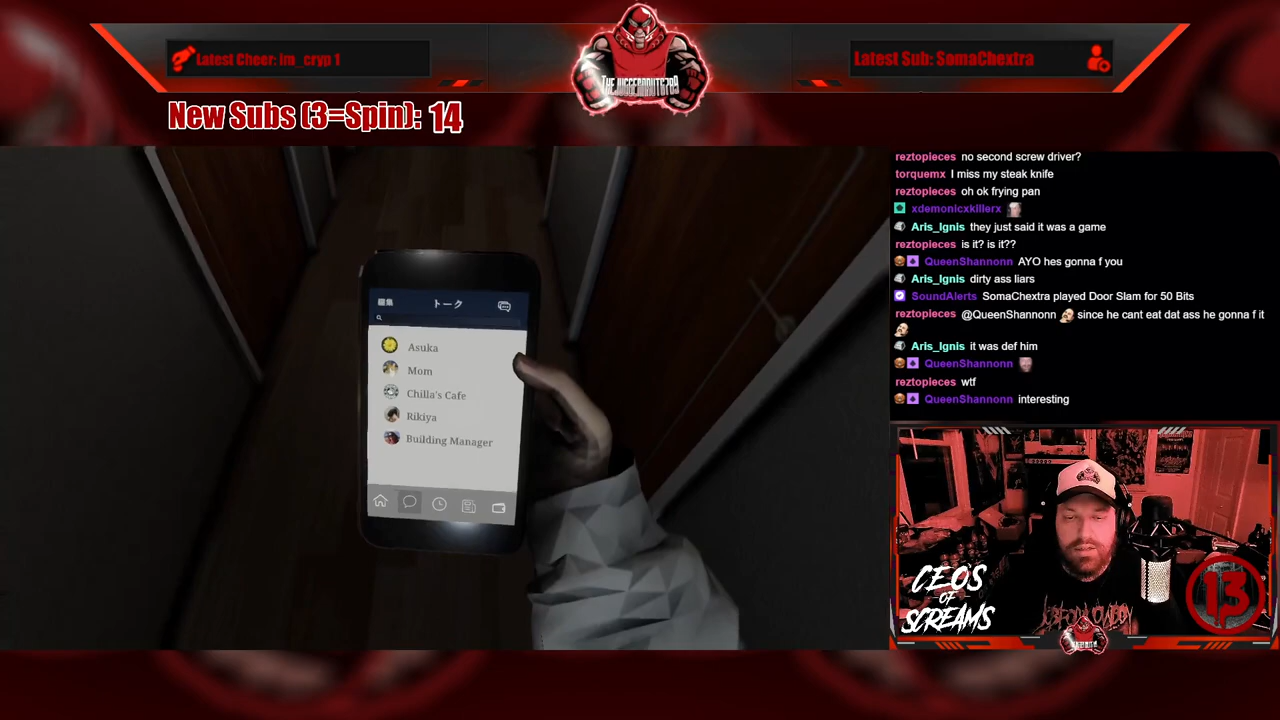 Latest Cheer: Im_cryp 1
THEJUGGERNAUT6789
Latest Sub: SomaChextra
New Subs (3=Spin): 14
編集
トーク
Asuka
Mom
Chilla's Cafe
Rikiya
Building Manager
reztopieces no second screw driver?
torquemx I miss my steak knife
reztopieces oh ok frying pan
xdemonicxkillerx
Aris_Ignis they just said it was a game
reztopieces is it? is it??
QueenShannonn AYO hes gonna f you
Aris_Ignis dirty ass liars
SoundAlerts SomaChextra played Door Slam for 50 Bits
reztopieces @QueenShannonn since he cant eat dat ass he gonna f it
Aris_Ignis it was def him
QueenShannonn
reztopieces wtf
QueenShannonn interesting
CEOS
OF
SCREAMS
13